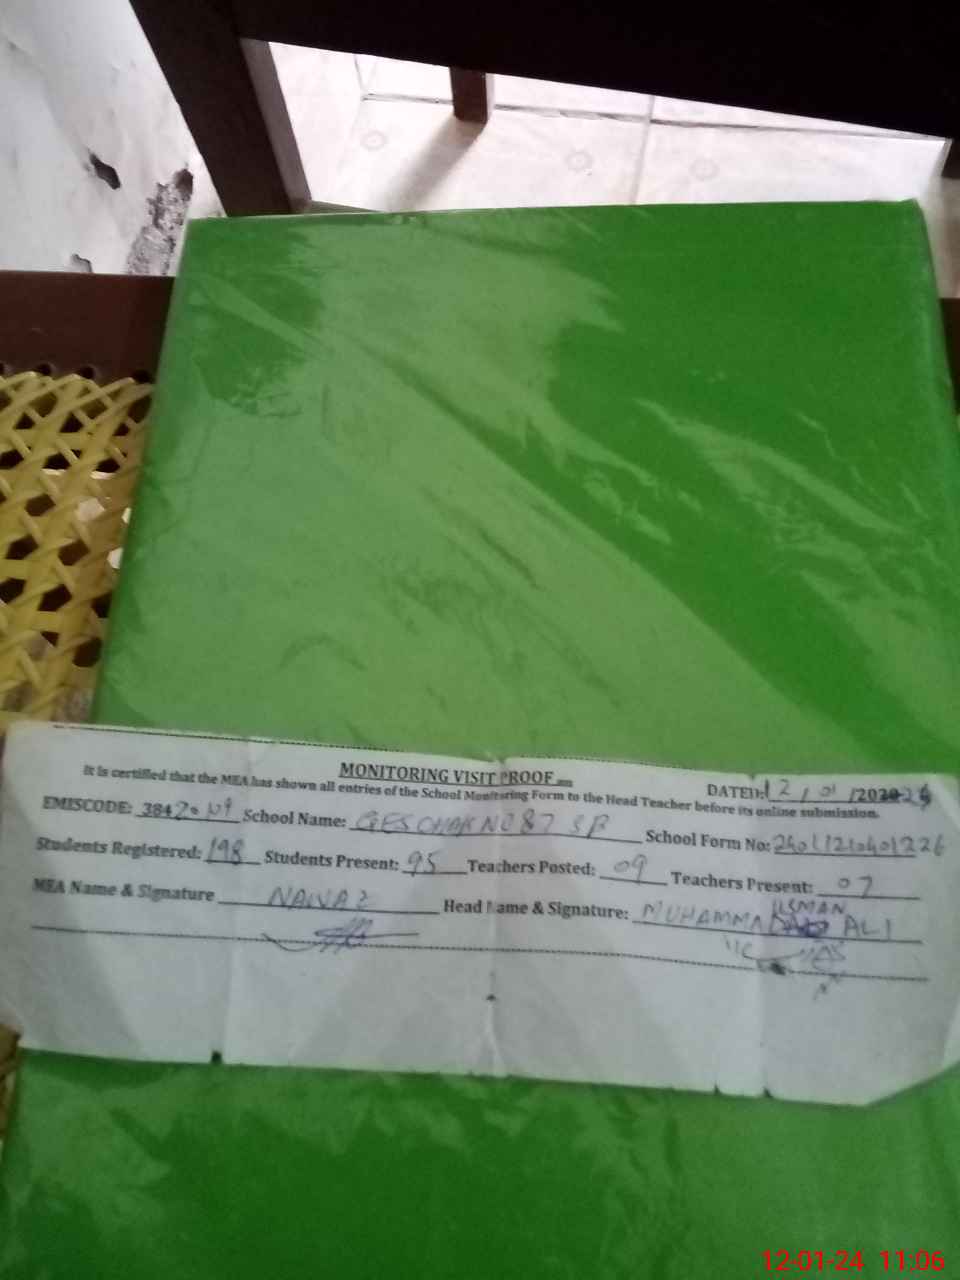 MONITORING VISIT PROOF
DATED: 12/01/2024
It is certified that the MEA has shown all entries of the School Monitoring Form to the Head Teacher before its online submission.
EMISCODE: School Name: GES CHAK NO 87 SB School Form No:
Students Registered: 198 Students Present: 95 Teachers Posted: 09 Teachers Present: 07
MEA Name & Signature NAWAZ Head Name & Signature: MUHAMMAD USMAN ALI
12-01-24 11:06